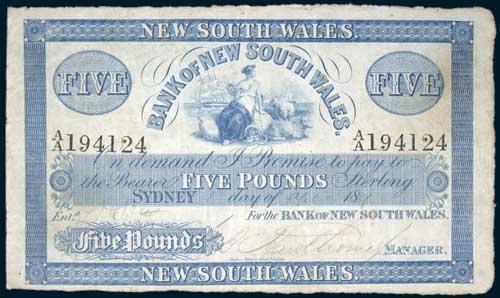 NEW SOUTH WALES.
FIVE BANK OF NEW SOUTH WALES. FIVE
A/A 194124 A/A 194124
On demand I Promise to pay to
the Bearer FIVE POUNDS Sterling
SYDNEY day of 18
Ent.d For the BANK OF NEW SOUTH WALES.
Five Pounds MANAGER.
NEW SOUTH WALES.